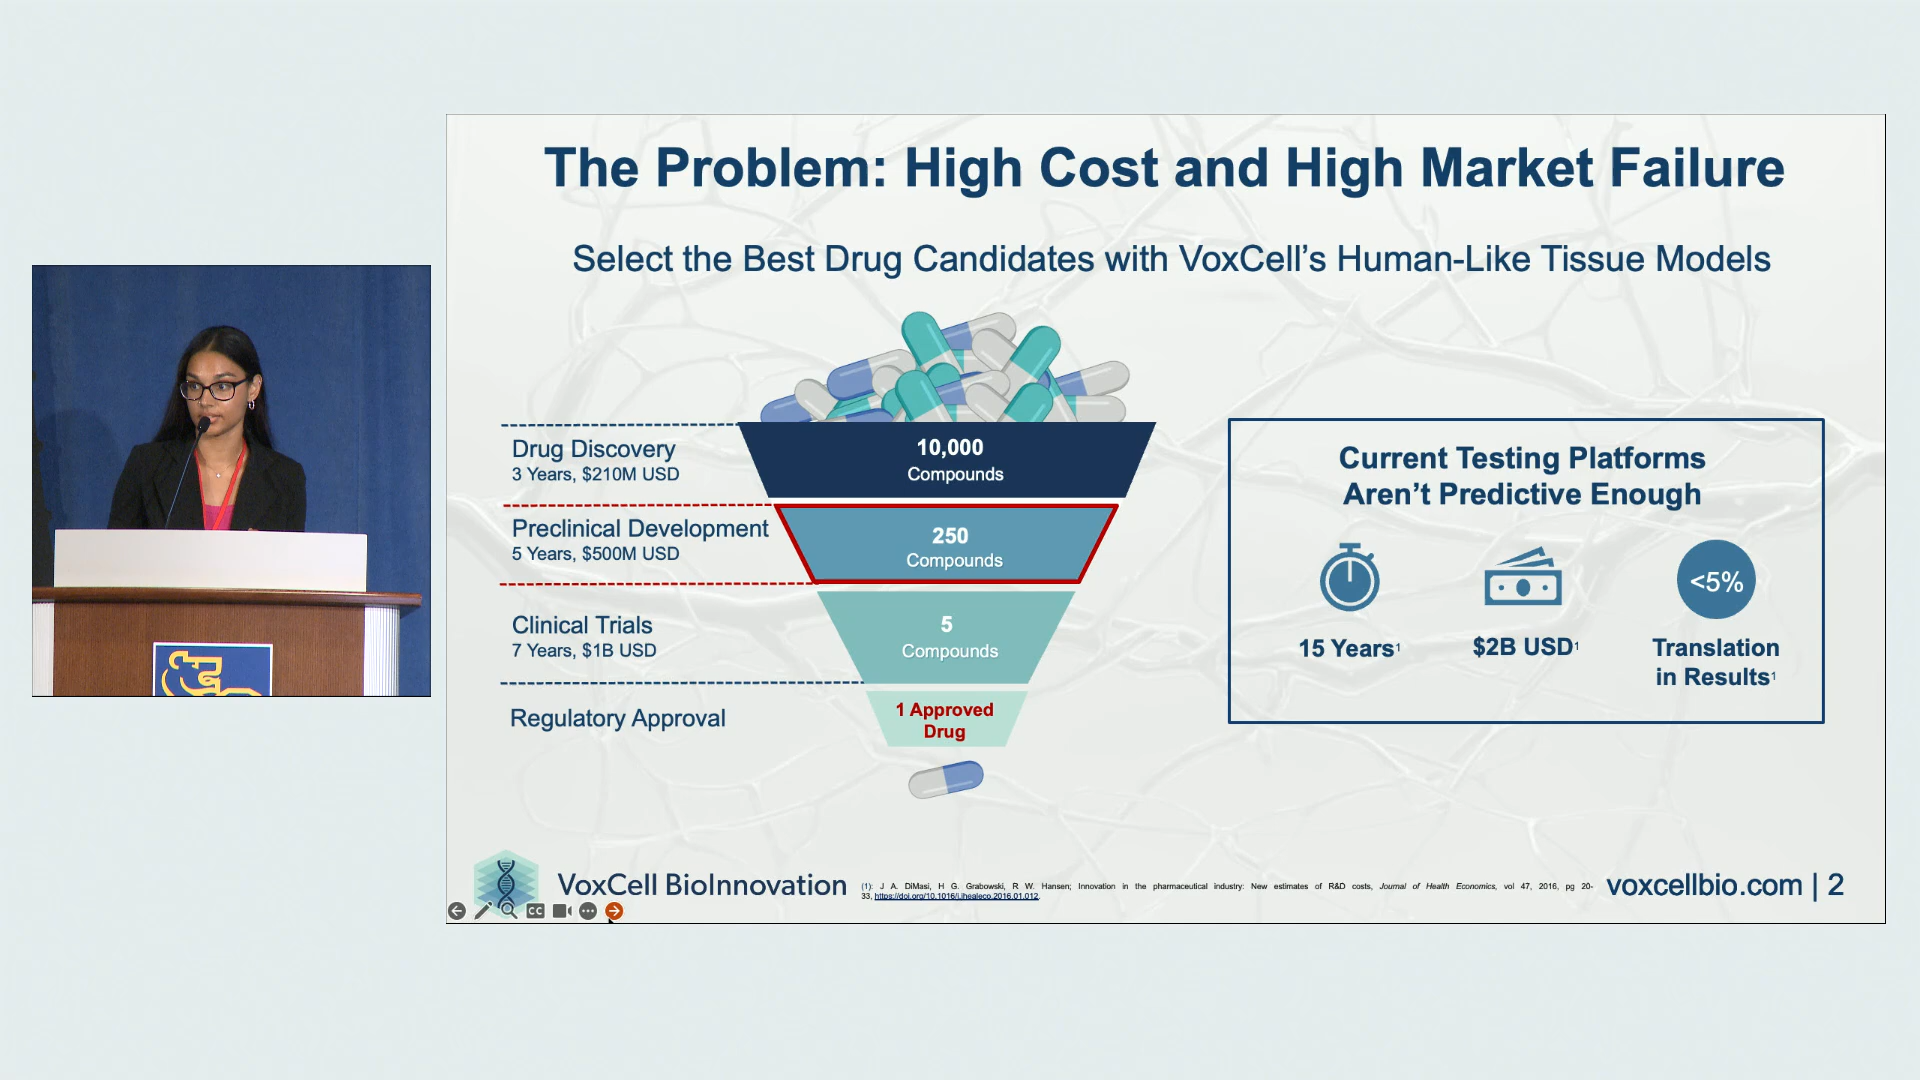 The Problem: High Cost and High Market Failure
Select the Best Drug Candidates with VoxCell’s Human-Like Tissue Models
Drug Discovery
3 Years, $210M USD
10,000
Compounds
Preclinical Development
5 Years, $500M USD
250
Compounds
Clinical Trials
7 Years, $1B USD
5
Compounds
Regulatory Approval
1 Approved
Drug
Current Testing Platforms
Aren’t Predictive Enough
<5%
15 Years¹
$2B USD¹
Translation
in Results¹
VoxCell BioInnovation
(1): J A. DiMasi, H G. Grabowski, R W. Hansen; Innovation in the pharmaceutical industry: New estimates of R&D costs, Journal of Health Economics, vol 47, 2016, pg 20-
33, https://doi.org/10.1016/j.jhealeco.2016.01.012.
voxcellbio.com | 2
CC